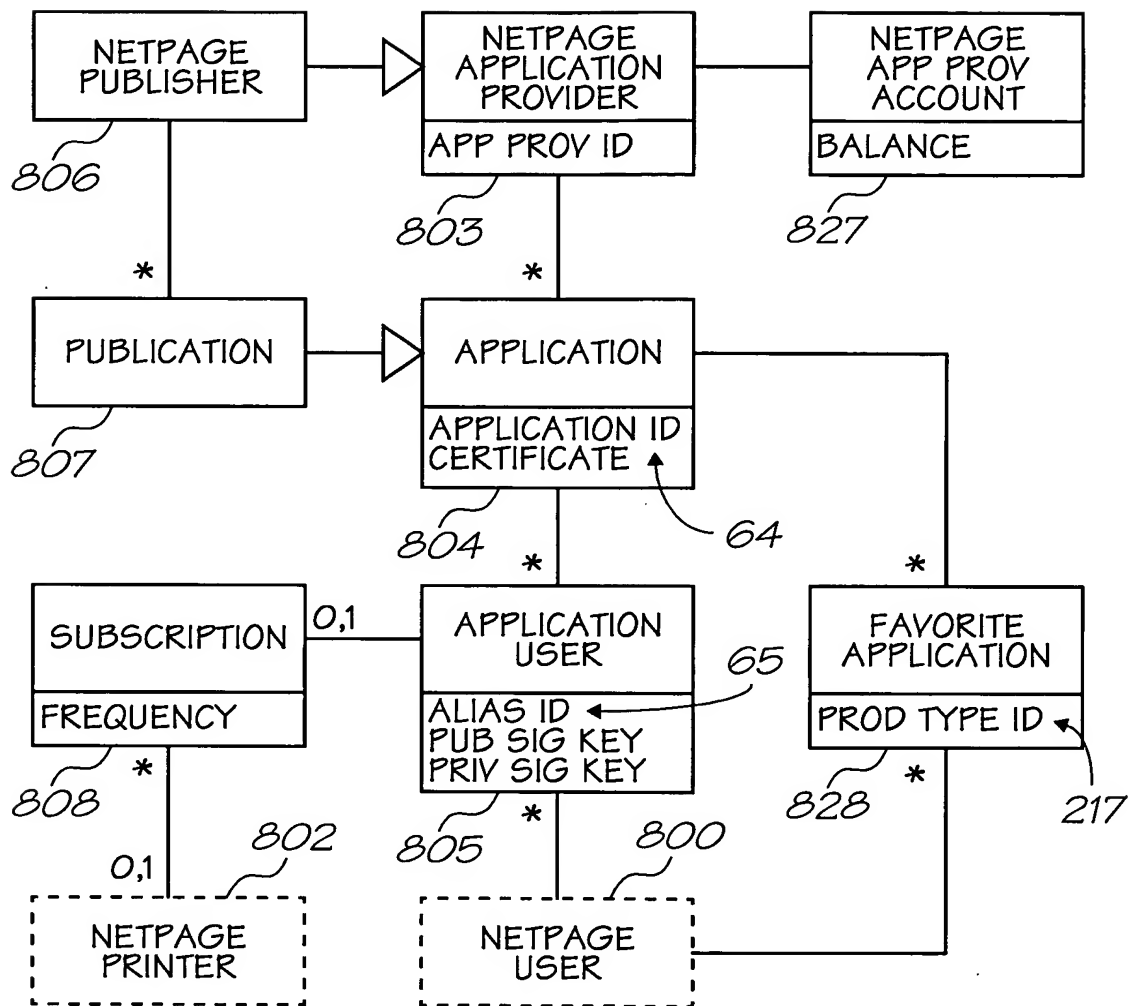 NETPAGE
PUBLISHER
NETPAGE
APPLICATION
PROVIDER
APP PROV ID
NETPAGE
APP PROV
ACCOUNT
BALANCE
806
803
827
*
*
PUBLICATION
APPLICATION
APPLICATION ID
CERTIFICATE
807
804
64
*
*
SUBSCRIPTION
FREQUENCY
0,1
APPLICATION
USER
ALIAS ID
PUB SIG KEY
PRIV SIG KEY
65
FAVORITE
APPLICATION
PROD TYPE ID
808
*
805
*
828
*
217
802
800
0,1
NETPAGE
PRINTER
NETPAGE
USER